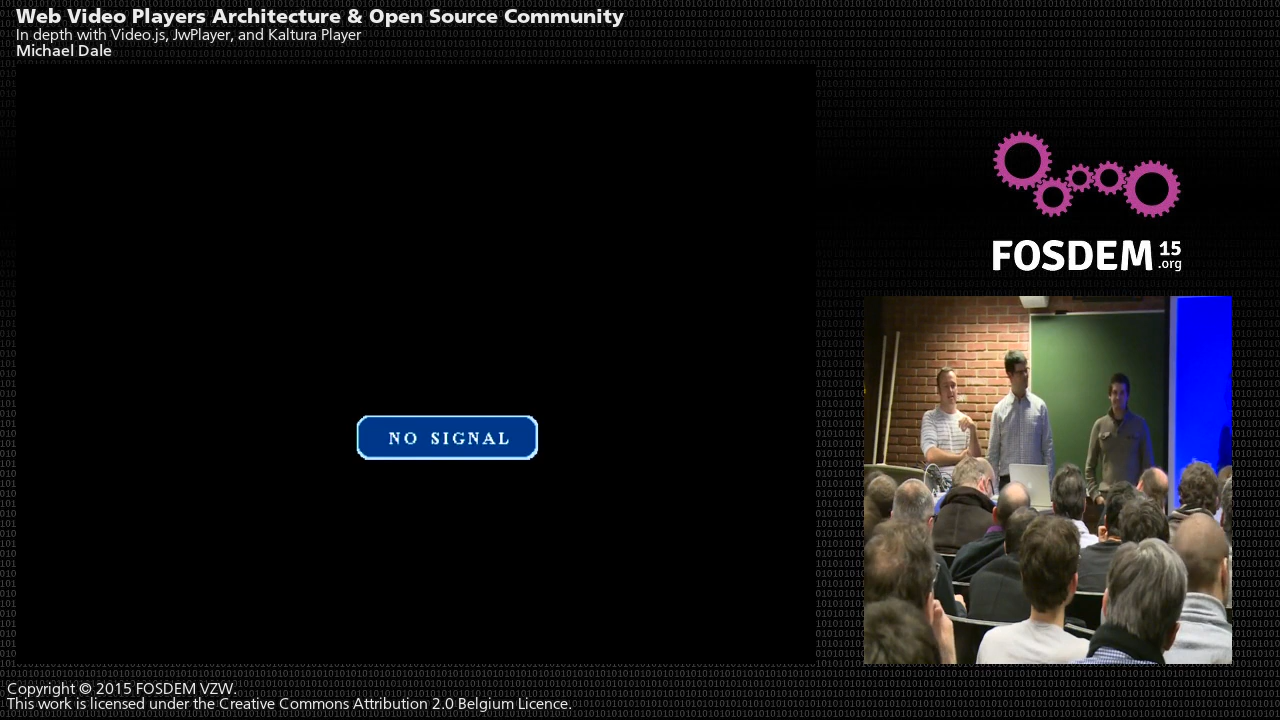 Web Video Players Architecture & Open Source Community
In depth with Video.js, JwPlayer, and Kaltura Player
Michael Dale
FOSDEM 15
.org
NO SIGNAL
Copyright © 2015 FOSDEM VZW.
This work is licensed under the Creative Commons Attribution 2.0 Belgium Licence.